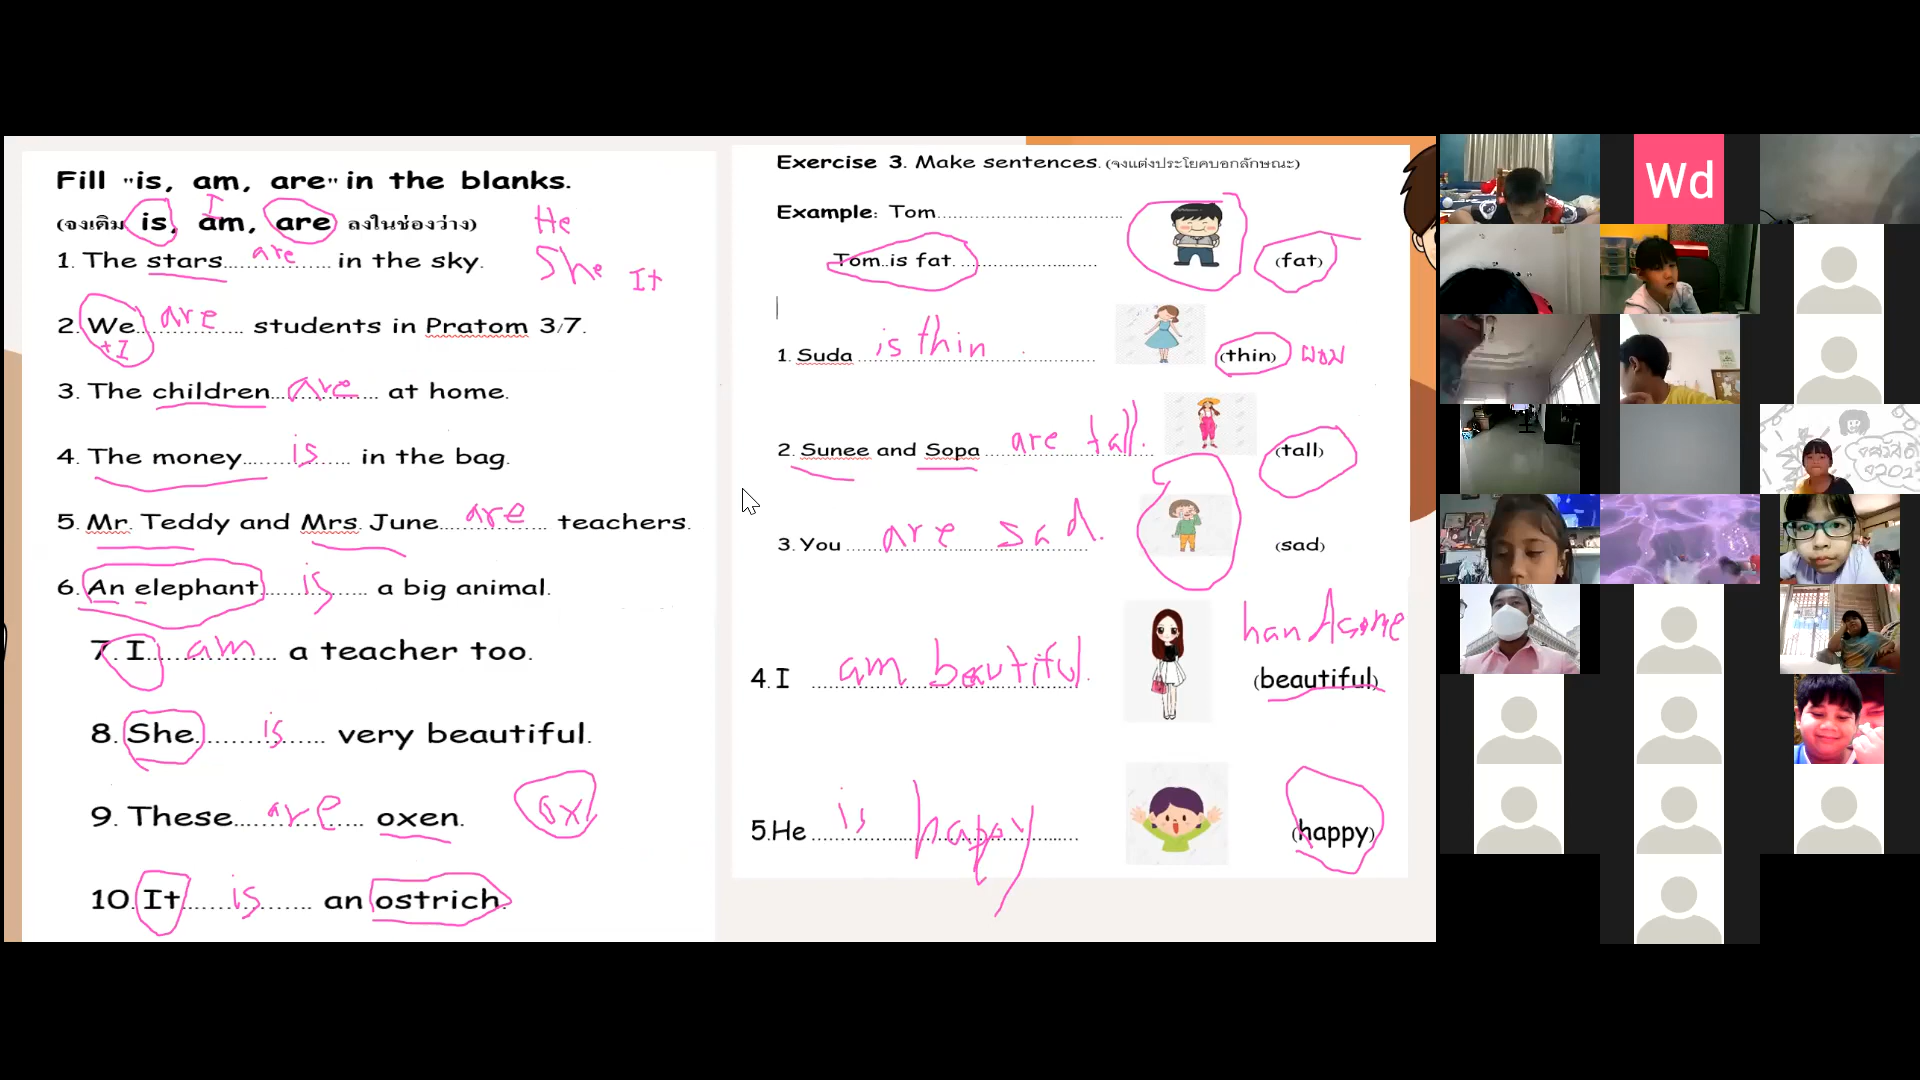 Fill "is, am, are" in the blanks.
I
(จงเติม is, am, are ลงในช่องว่าง)
He
She It
1. The stars....are....in the sky.
2. We....are....students in Pratom 3/7.
+I
3. The children....are....at home.
4. The money....is....in the bag.
5. Mr. Teddy and Mrs. June....are....teachers.
6. An elephant....is....a big animal.
7. I....am....a teacher too.
8. She....is....very beautiful.
9. These....are....oxen. ox
10. It....is....an ostrich.
Exercise 3. Make sentences. (จงแต่งประโยคบอกลักษณะ)
Example: Tom................................
Tom..is fat. ........................ (fat)
1. Suda....is thin.... (thin) ผอม
2. Sunee and Sopa....are tall. (tall)
3. You....are sad. (sad)
handsome
4. I ....am beautiful. (beautiful)
5. He....is happy.... (happy)
Wd